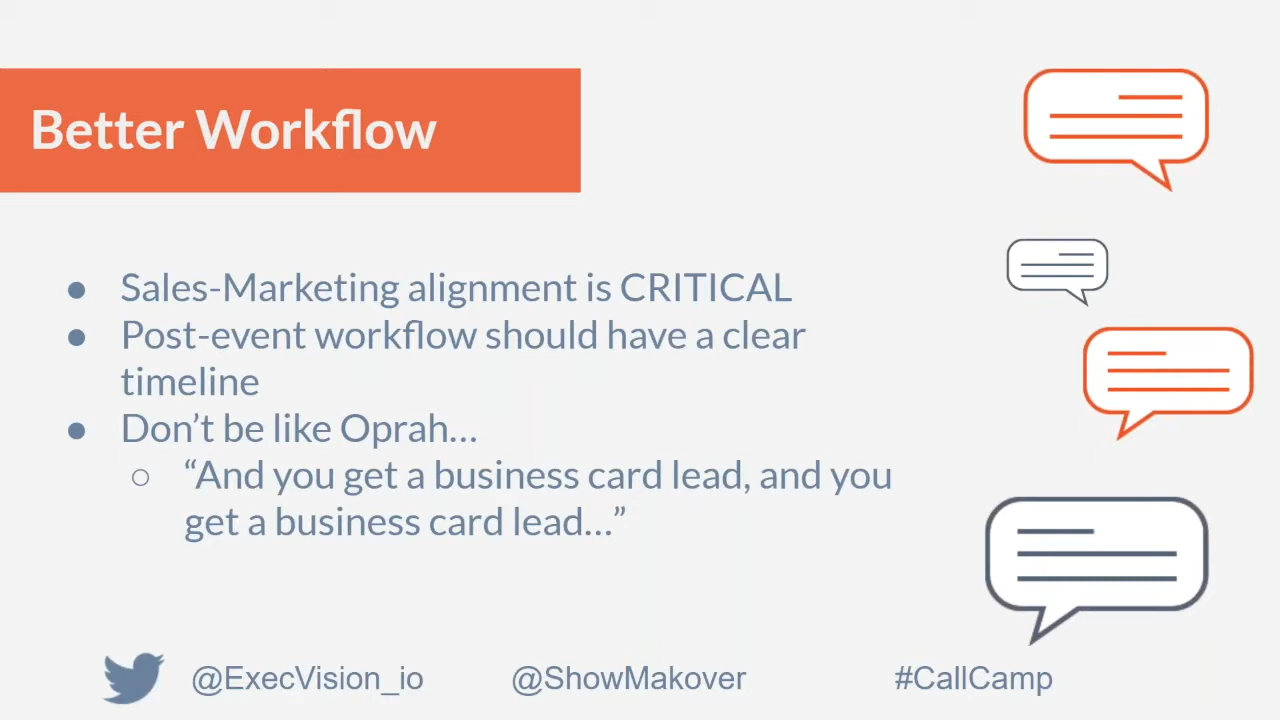 Better Workflow
● Sales-Marketing alignment is CRITICAL
● Post-event workflow should have a clear
timeline
● Don’t be like Oprah...
○ “And you get a business card lead, and you
get a business card lead...”
@ExecVision_io @ShowMakover #CallCamp